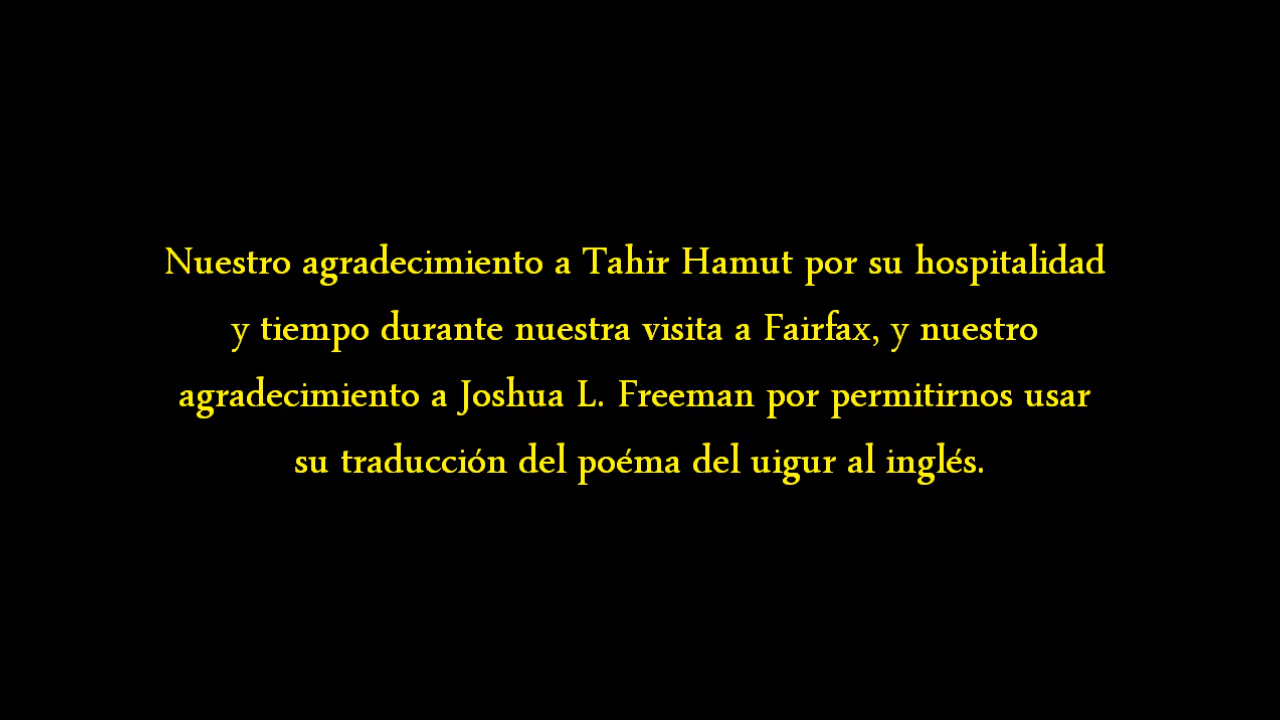 Nuestro agradecimiento a Tahir Hamut por su hospitalidad
y tiempo durante nuestra visita a Fairfax, y nuestro
agradecimiento a Joshua L. Freeman por permitirnos usar
su traducción del poéma del uigur al inglés.